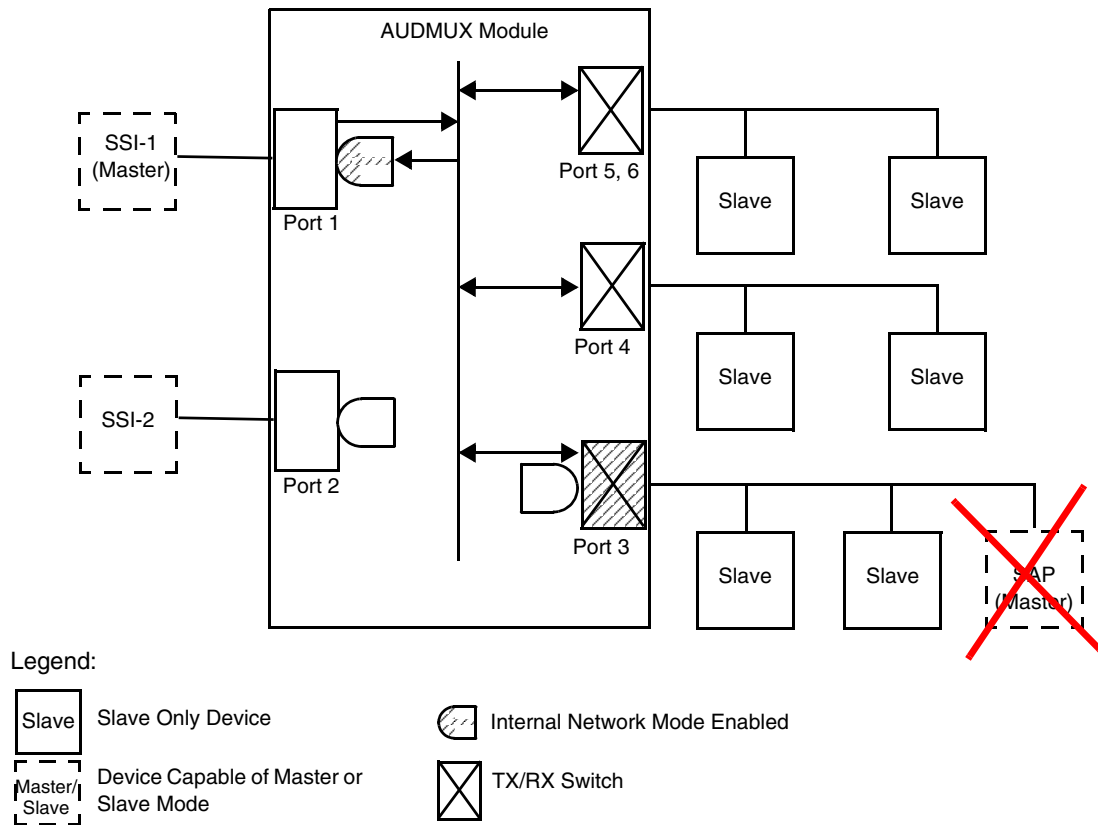 AUDMUX Module
SSI-1
(Master)
Port 1
Port 5, 6
Slave
Slave
Port 4
Slave
Slave
SSI-2
Port 2
Port 3
Slave
Slave
SAP
(Master)
Legend:
Slave
Slave Only Device
Internal Network Mode Enabled
Master/
Slave
Device Capable of Master or
Slave Mode
TX/RX Switch